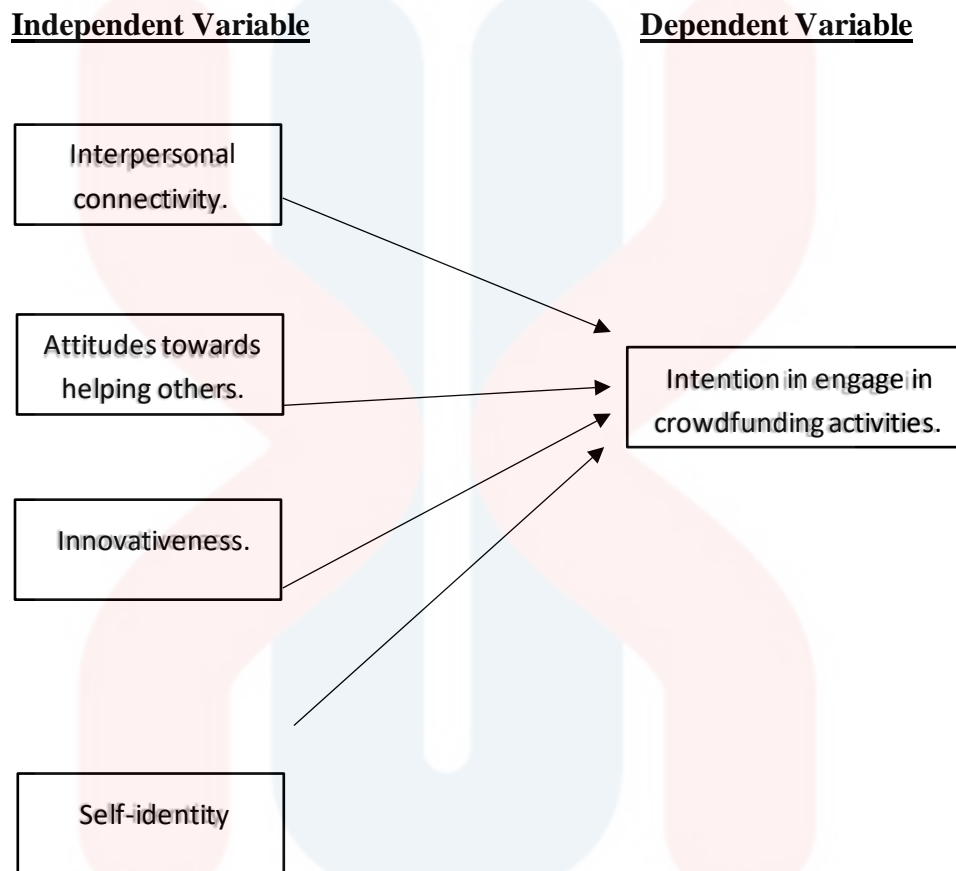 Independent Variable
Dependent Variable
Interpersonal
connectivity.
Attitudes towards
helping others.
Intention in engage in
crowdfunding activities.
Innovativeness.
Self-identity